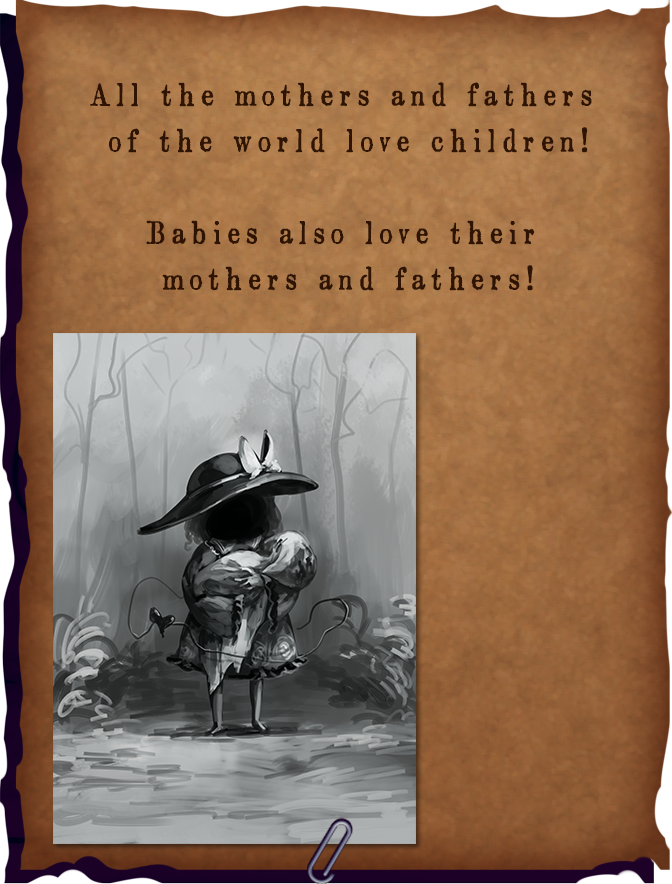 All the mothers and fathers
of the world love children!
Babies also love their
mothers and fathers!